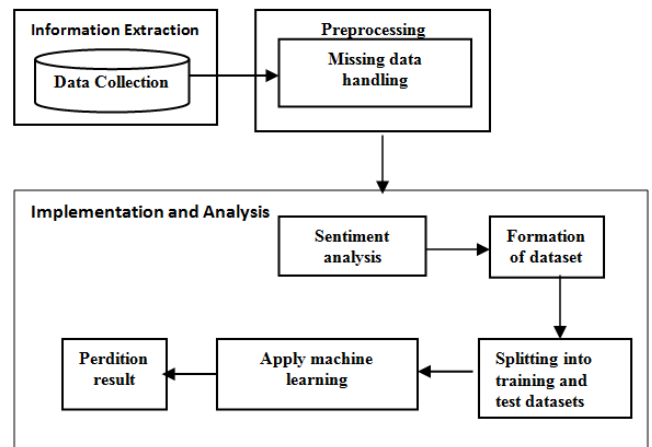 Information Extraction
Data Collection
Preprocessing
Missing data
handling
Implementation and Analysis
Sentiment
analysis
Formation
of dataset
Splitting into
training and
test datasets
Apply machine
learning
Perdition
result